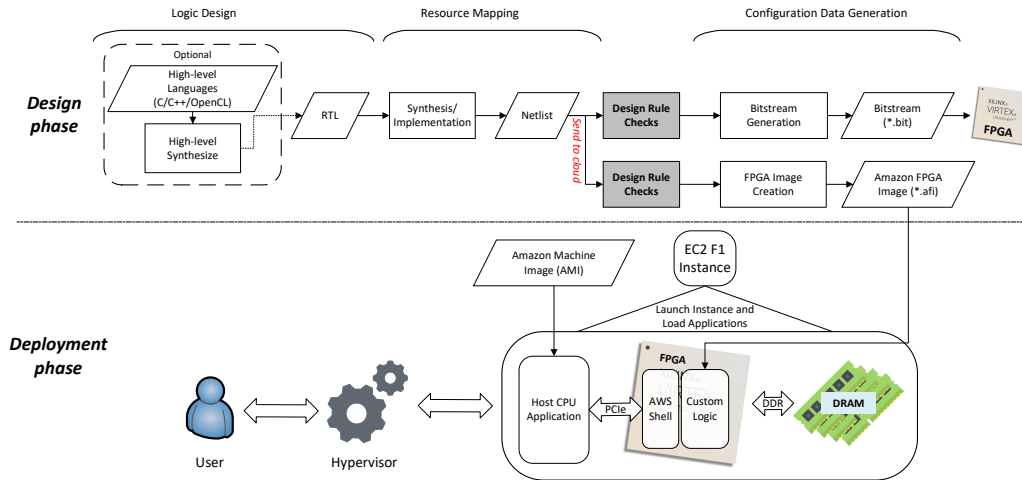 Logic Design
Resource Mapping
Configuration Data Generation
Optional
High-level
Languages
(C/C++/OpenCL)
High-level
Synthesize
Design
phase
RTL
Synthesis/
Implementation
Netlist
Send to cloud
Design Rule
Checks
Bitstream
Generation
Bitstream
(*.bit)
XILINX
VIRTEX
FPGA
Design Rule
Checks
FPGA Image
Creation
Amazon FPGA
Image (*.afi)
Amazon Machine
Image (AMI)
EC2 F1
Instance
Launch Instance and
Load Applications
Deployment
phase
User
Hypervisor
Host CPU
Application
PCIe
FPGA
AWS
Shell
Custom
Logic
DDR
DRAM